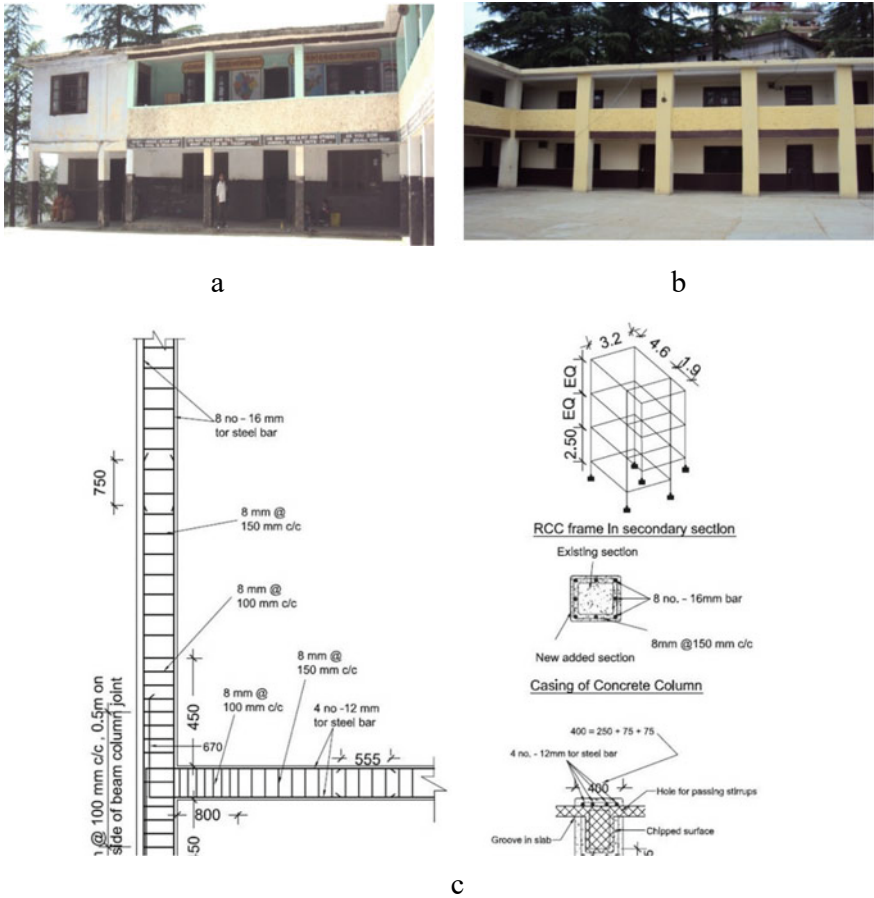 a
b
8 no - 16 mm
tor steel bar
750
8 mm @
150 mm c/c
8 mm @
100 mm c/c
8 mm @
150 mm c/c
8 mm @
100 mm c/c
4 no -12 mm
tor steel bar
450
670
555
800
@ 100 mm c/c , 0.5m on
side of beam column joint
3.2
4.6
1.9
2.50, EQ, EQ
RCC frame In secondary section
Existing section
8 no. - 16mm bar
8mm @150 mm c/c
New added section
Casing of Concrete Column
400 = 250 + 75 + 75
4 no. - 12mm tor steel bar
400
Hole for passing stirrups
Groove in slab
Chipped surface
c